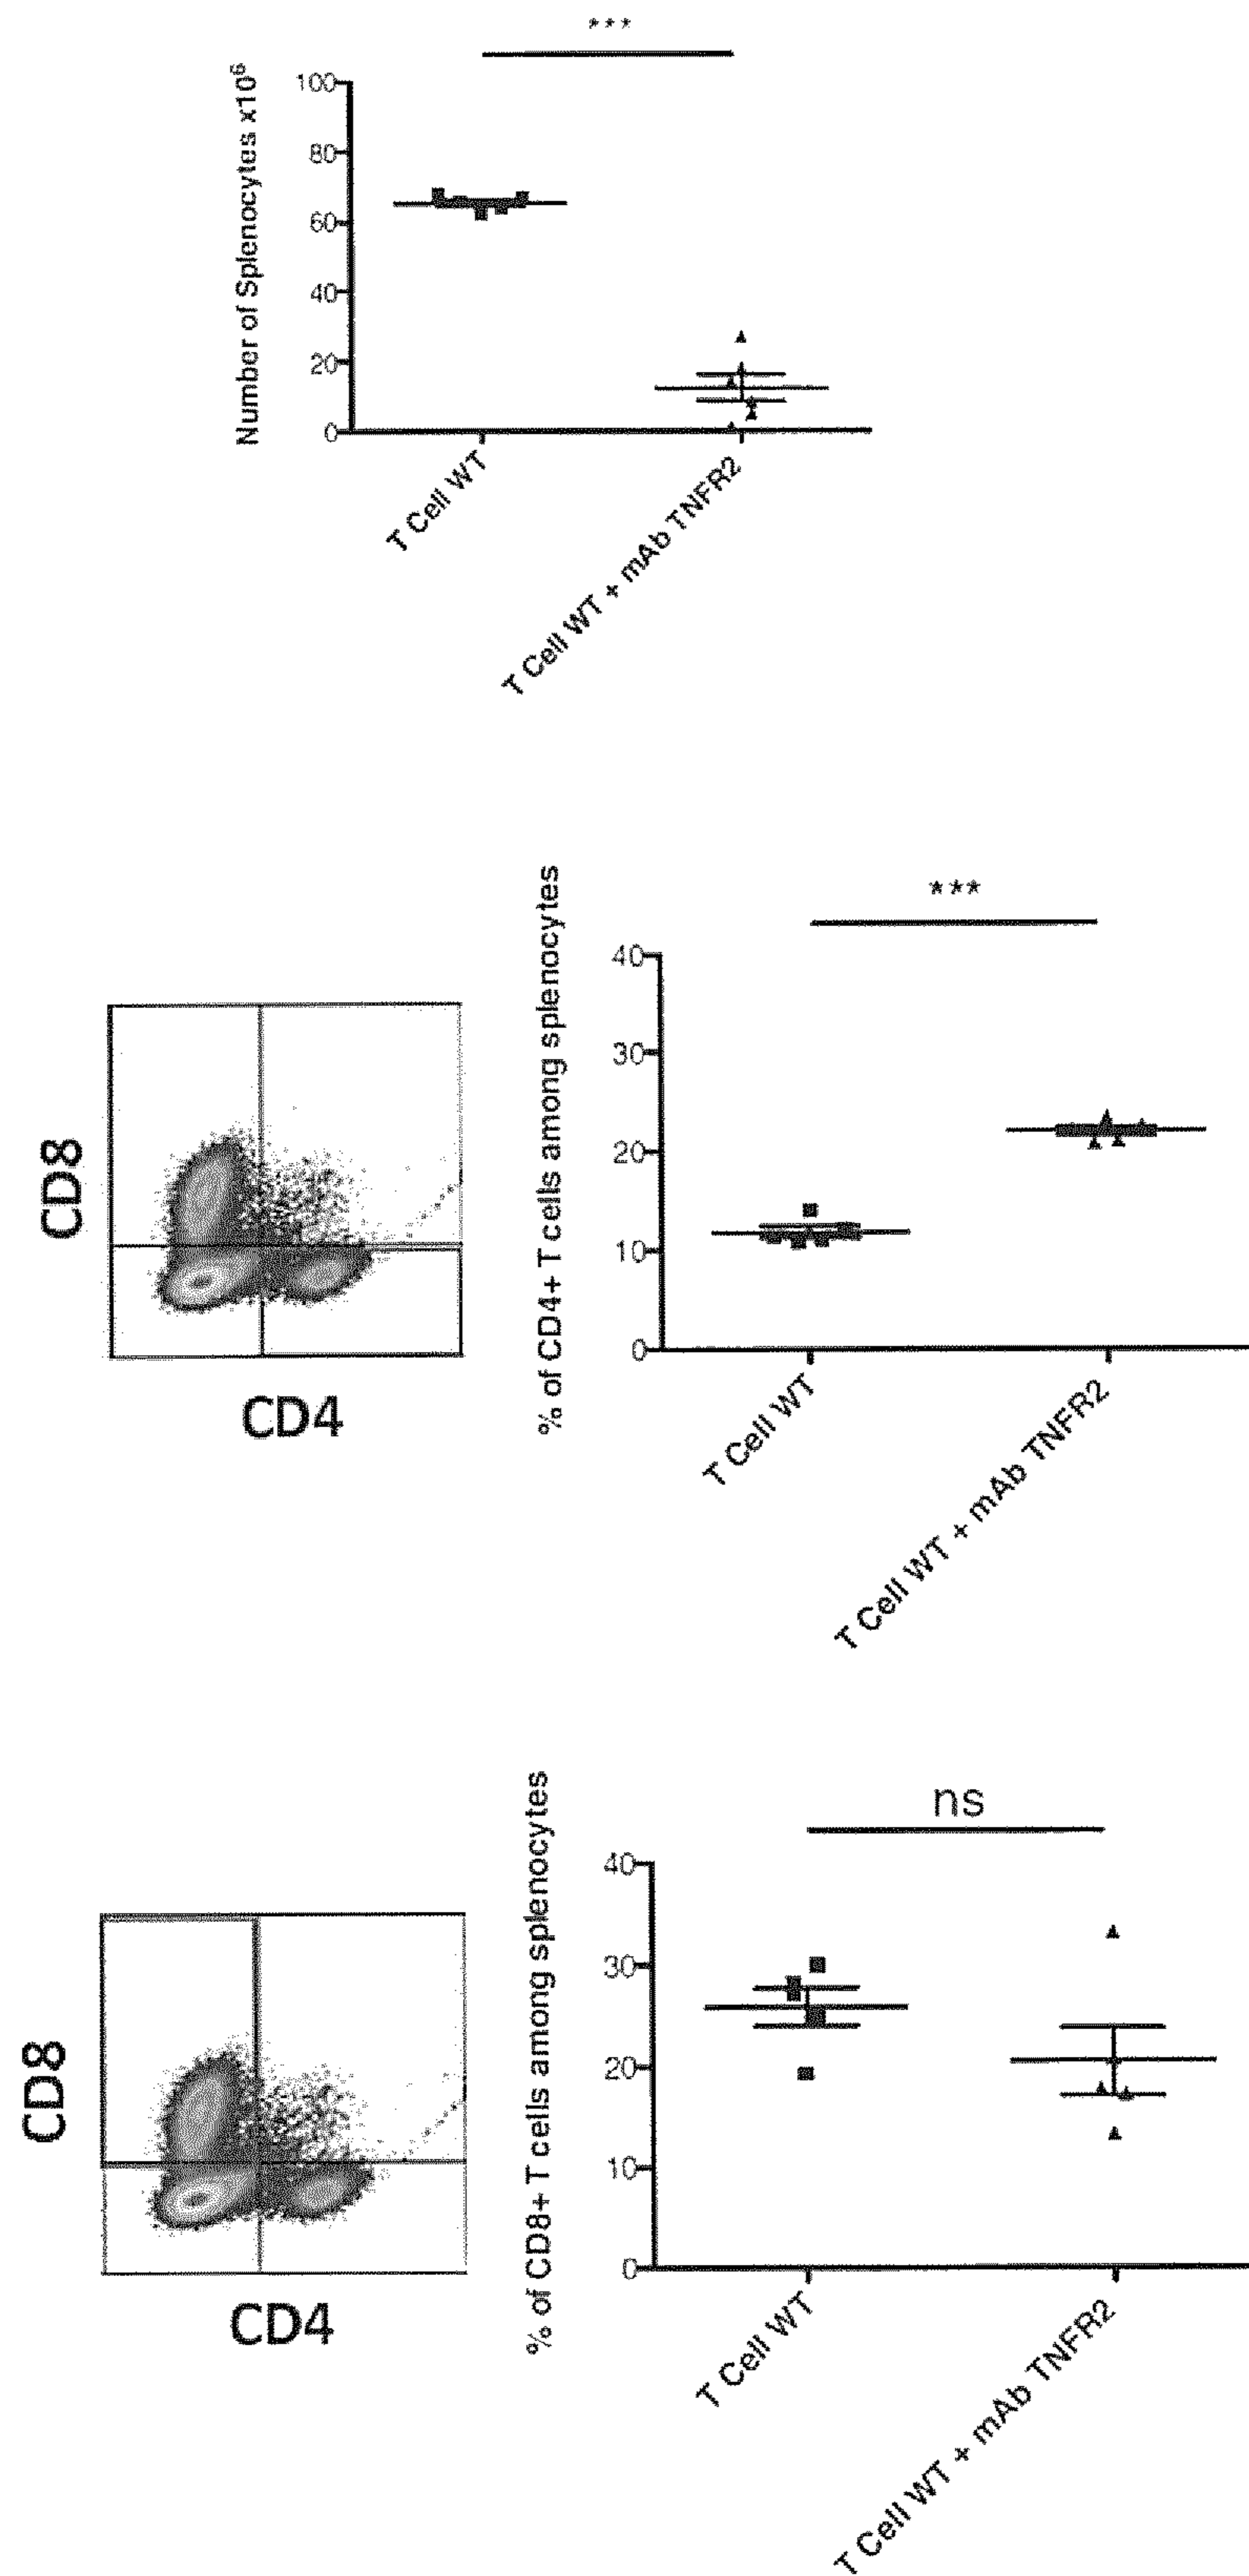 ***
Number of Splenocytes x10⁶
100
80
60
40
20
0
T Cell WT
T Cell WT + mAb TNFR2
CD8
CD4
% of CD4+ T cells among splenocytes
***
40
30
20
10
0
T Cell WT
T Cell WT + mAb TNFR2
CD8
CD4
% of CD8+ T cells among splenocytes
ns
40
30
20
10
0
T Cell WT
T Cell WT + mAb TNFR2